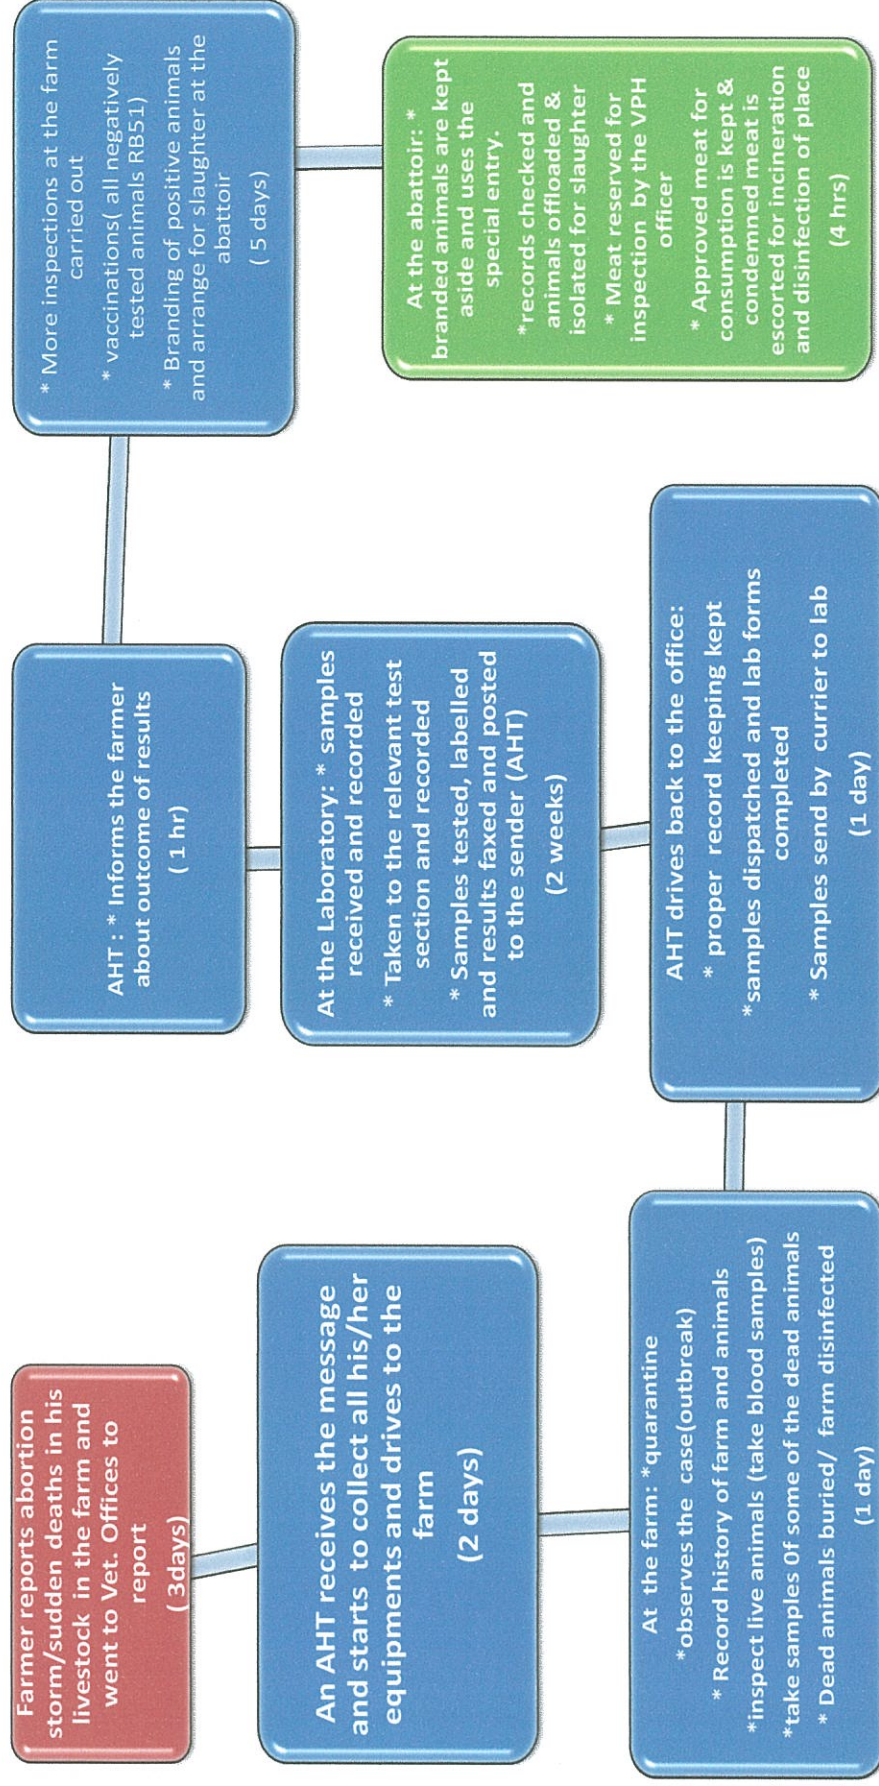 Farmer reports abortion
storm/sudden deaths in his
livestock in the farm and
went to Vet. Offices to
report
( 3days)
An AHT receives the message
and starts to collect all his/her
equipments and drives to the
farm
(2 days)
At the farm: *quarantine
*observes the case(outbreak)
* Record history of farm and animals
*inspect live animals (take blood samples)
*take samples 0f some of the dead animals
* Dead animals buried/ farm disinfected
(1 day)
AHT drives back to the office:
* proper record keeping kept
*samples dispatched and lab forms
completed
* Samples send by currier to lab
(1 day)
At the Laboratory: * samples
received and recorded
* Taken to the relevant test
section and recorded
* Samples tested, labelled
and results faxed and posted
to the sender (AHT)
(2 weeks)
AHT : * Informs the farmer
about outcome of results
( 1 hr)
* More inspections at the farm
carried out
* vaccinations( all negatively
tested animals RB51)
* Branding of positive animals
and arrange for slaughter at the
abattoir
( 5 days)
At the abattoir: *
branded animals are kept
aside and uses the
special entry.
*records checked and
animals offloaded &
isolated for slaughter
* Meat reserved for
inspection by the VPH
officer
* Approved meat for
consumption is kept &
condemned meat is
escorted for incineration
and disinfection of place
(4 hrs)